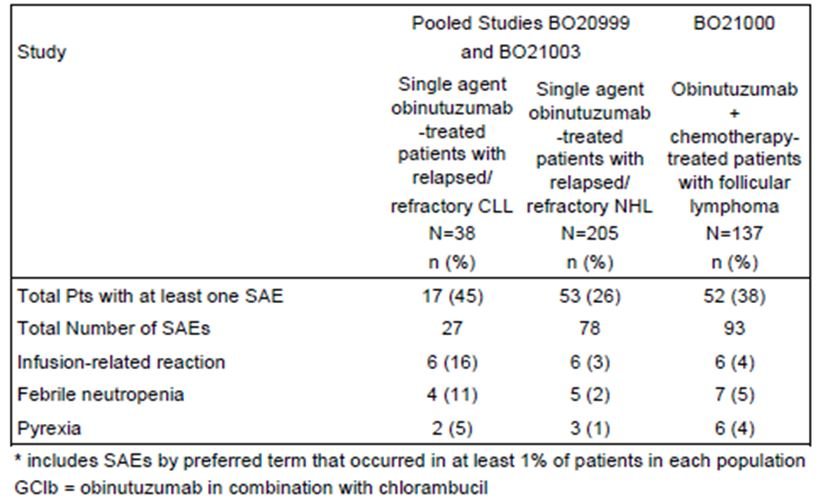 Pooled Studies BO20999 BO21000
Study and BO21003
Single agent Single agent Obinutuzumab
obinutuzumab obinutuzumab +
-treated -treated chemotherapy-
patients with patients with treated patients
relapsed/ relapsed/ with follicular
refractory CLL refractory NHL lymphoma
N=38 N=205 N=137
n (%) n (%) n (%)
Total Pts with at least one SAE 17 (45) 53 (26) 52 (38)
Total Number of SAEs 27 78 93
Infusion-related reaction 6 (16) 6 (3) 6 (4)
Febrile neutropenia 4 (11) 5 (2) 7 (5)
Pyrexia 2 (5) 3 (1) 6 (4)
* includes SAEs by preferred term that occurred in at least 1% of patients in each population
GClb = obinutuzumab in combination with chlorambucil